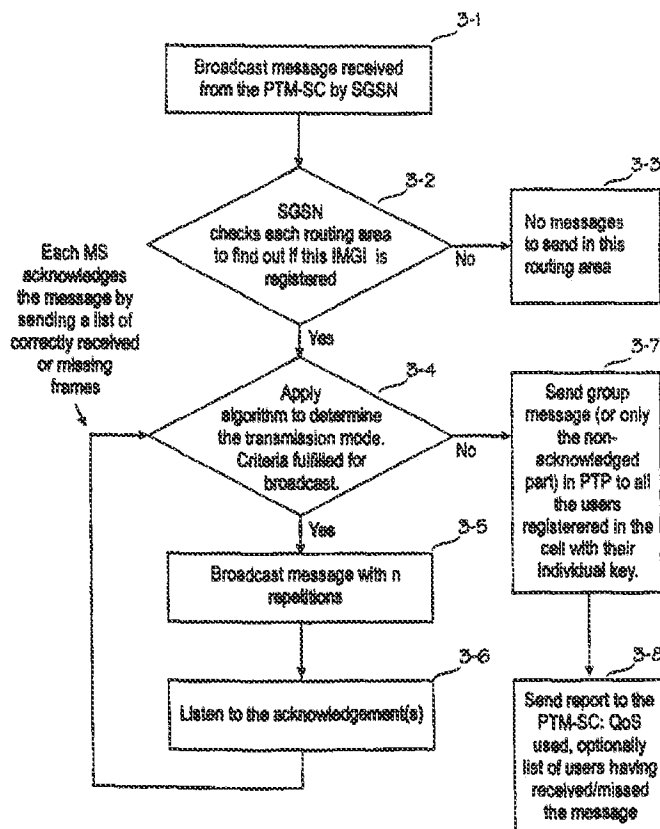 3-1
Broadcast message received
from the PTM-SC by SGSN
3-2
SGSN
checks each routing area
to find out if this IMGI is
registered
No
3-3
No messages
to send in this
routing area
Each MS
acknowledges
the message by
sending a list of
correctly received
or missing
frames
Yes
3-4
Apply
algorithm to determine
the transmission mode.
Criteria fulfilled for
broadcast.
No
3-7
Send group
message (or only
the non-
acknowledged
part) in PTP to all
the users
registerered in the
cell with their
individual key.
Yes
3-5
Broadcast message with n
repetitions
3-6
Listen to the acknowledgement(s)
3-8
Send report to the
PTM-SC: QoS
used, optionally
list of users having
received/missed
the message